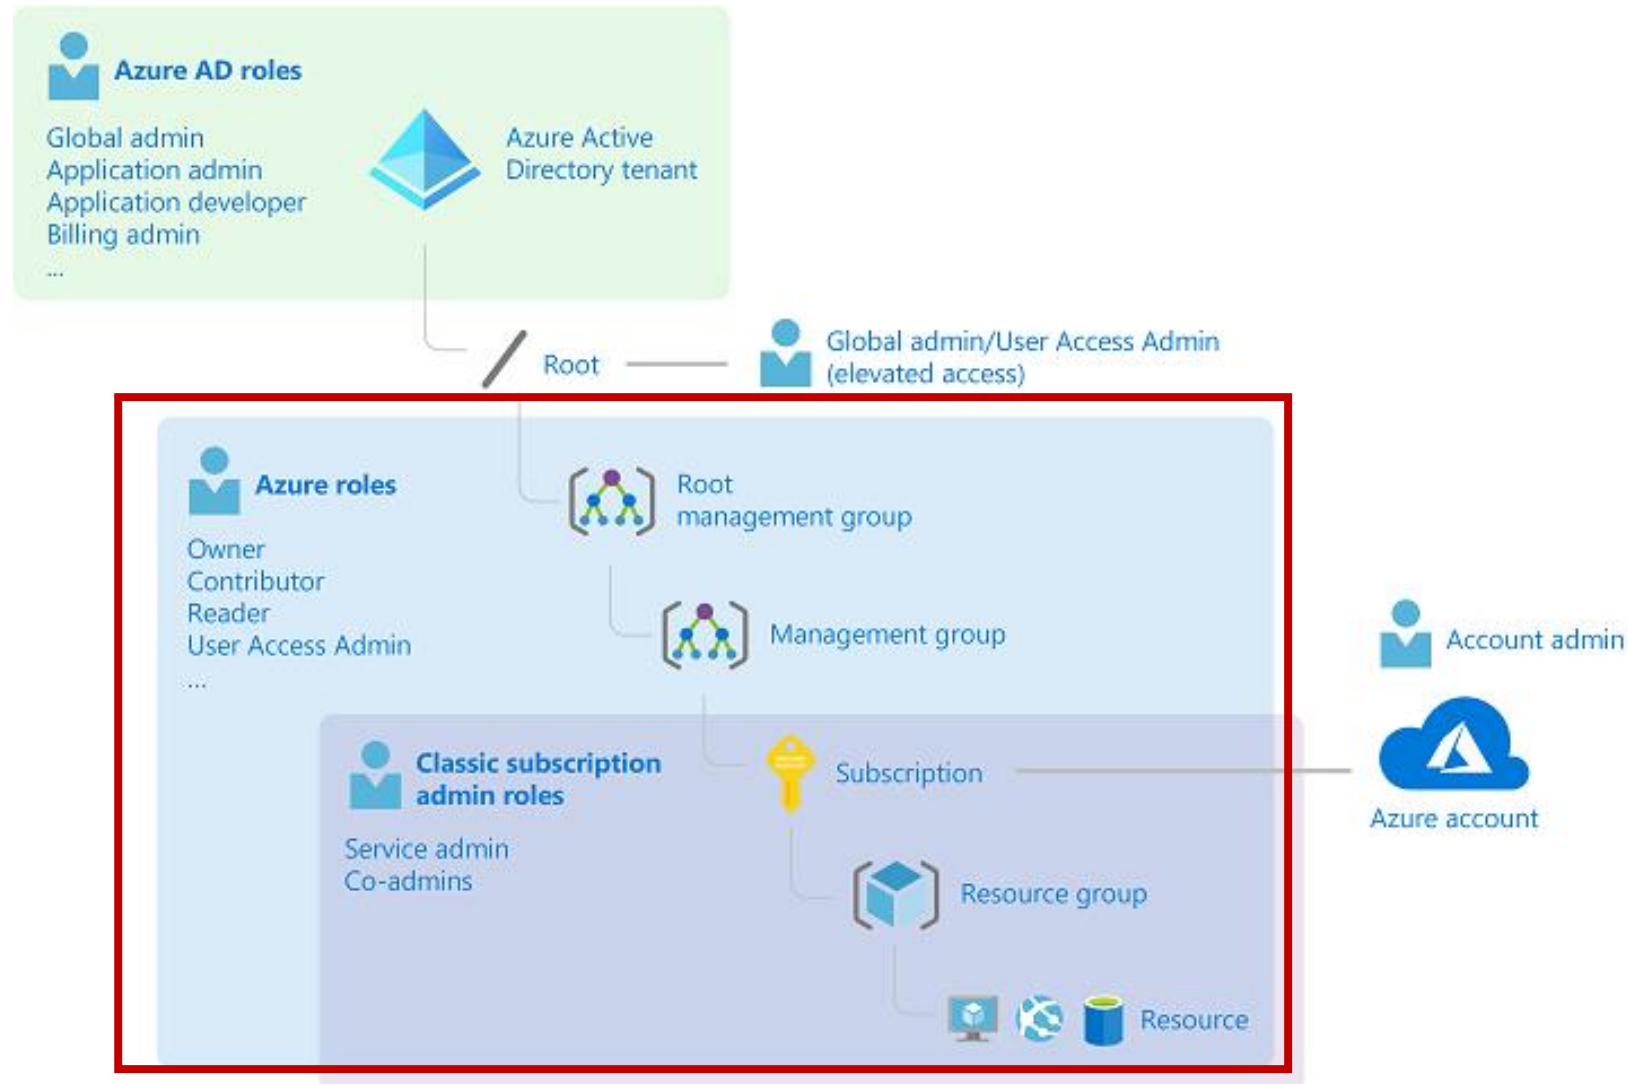 Azure AD roles
Global admin
Application admin
Application developer
Billing admin
...
Azure Active
Directory tenant
Root
Global admin/User Access Admin
(elevated access)
Azure roles
Owner
Contributor
Reader
User Access Admin
...
Root
management group
Management group
Classic subscription
admin roles
Service admin
Co-admins
Subscription
Resource group
Resource
Account admin
Azure account